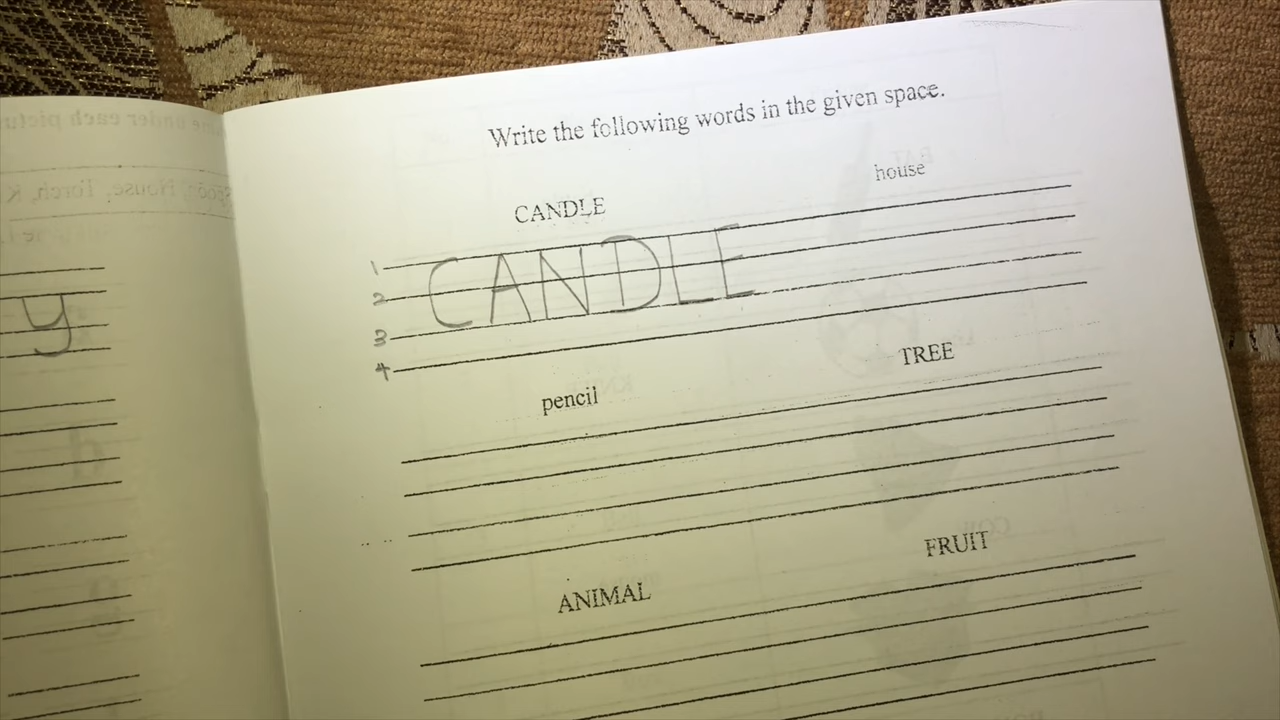 Write the following words in the given space.
CANDLE house
1 CANDLE
2
3
4
pencil TREE
ANIMAL FRUIT
y